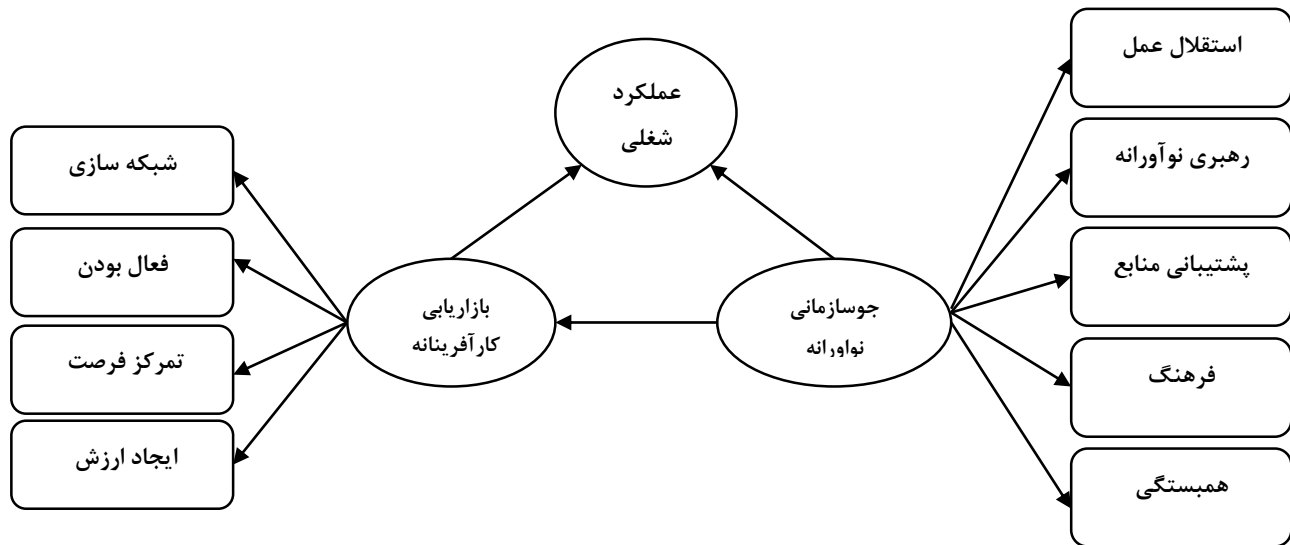 استقلال عمل
رهبری نوآورانه
پشتیبانی منابع
فرهنگ
همبستگی
جوسازمانی
نواورانه
عملکرد
شغلی
بازاریابی
کارآفرینانه
شبکه سازی
فعال بودن
تمرکز فرصت
ایجاد ارزش